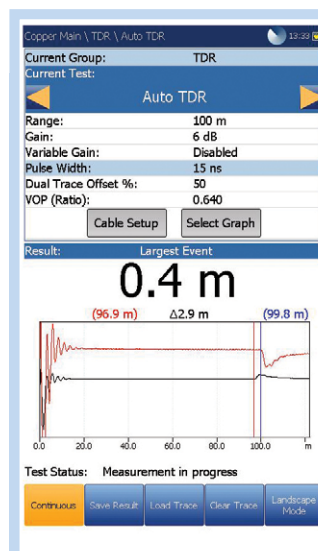 Copper Main \ TDR \ Auto TDR 13:33
Current Group: TDR
Current Test:
Auto TDR
Range: 100 m
Gain: 6 dB
Variable Gain: Disabled
Pulse Width: 15 ns
Dual Trace Offset %: 50
VOP (Ratio): 0.640
Cable Setup Select Graph
Result: Largest Event
0.4 m
(96.9 m) Δ2.9 m (99.8 m)
0.0 20.0 40.0 60.0 80.0 100.0 m
Test Status: Measurement in progress
Continuous Save Result Load Trace Clear Trace Landscape Mode